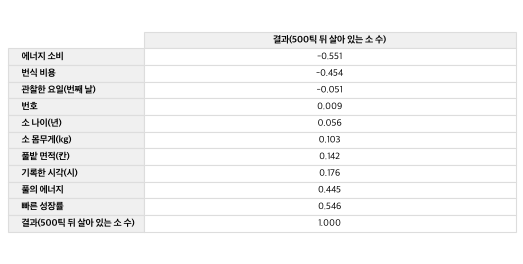 결과(500틱 뒤 살아 있는 소 수)
에너지 소비 -0.551
번식 비용 -0.454
관찰한 요일(번째 날) -0.051
번호 0.009
소 나이(년) 0.056
소 몸무게(kg) 0.103
풀밭 면적(칸) 0.142
기록한 시각(시) 0.176
풀의 에너지 0.445
빠른 성장률 0.546
결과(500틱 뒤 살아 있는 소 수) 1.000